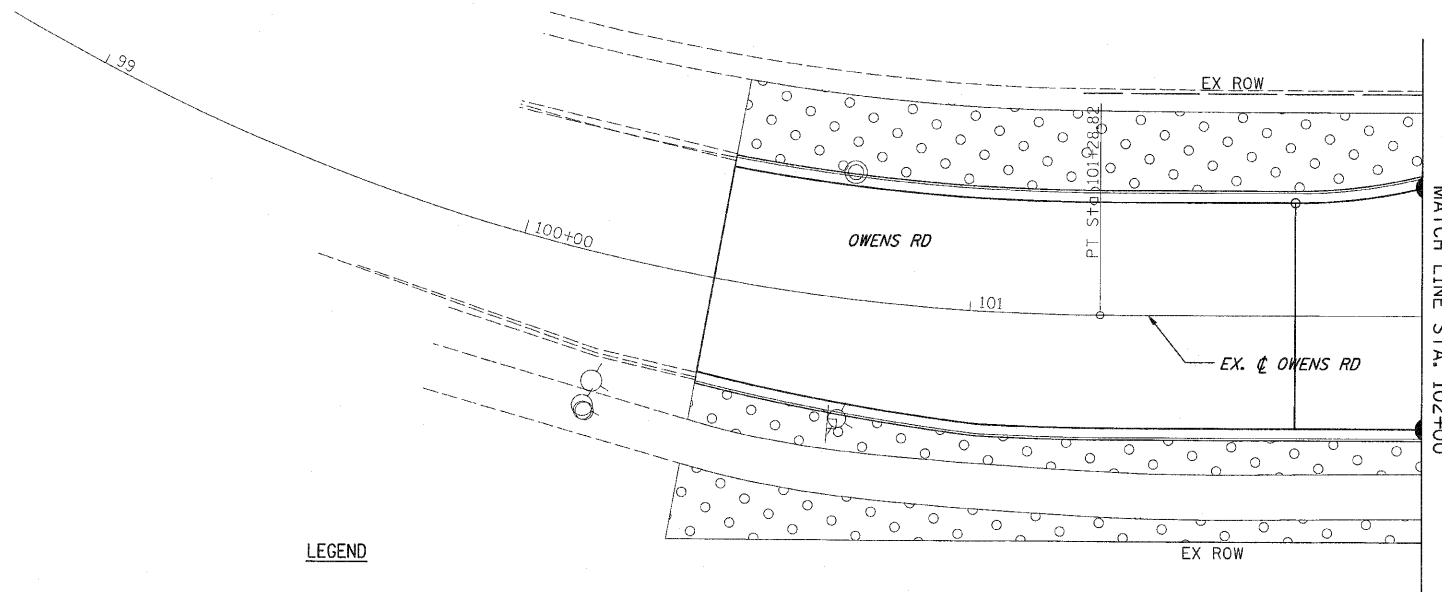 99
EX ROW
PT Sta 101+28.82
100+00
OWENS RD
101
EX. ℄ OWENS RD
MATCH LINE STA. 102+00
LEGEND
EX ROW